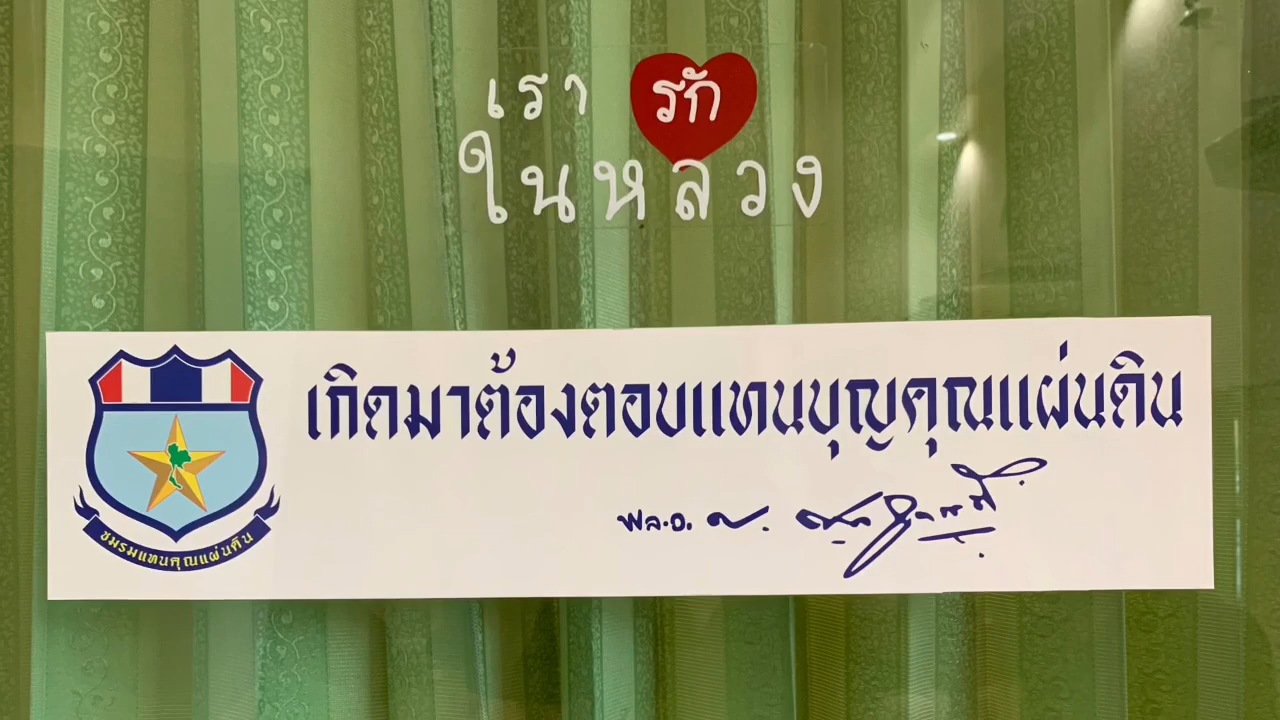 เรา รัก
ในหลวง
เกิดมาต้องตอบแทนบุญคุณแผ่นดิน
พล.อ.
ชมรมแทนคุณแผ่นดิน